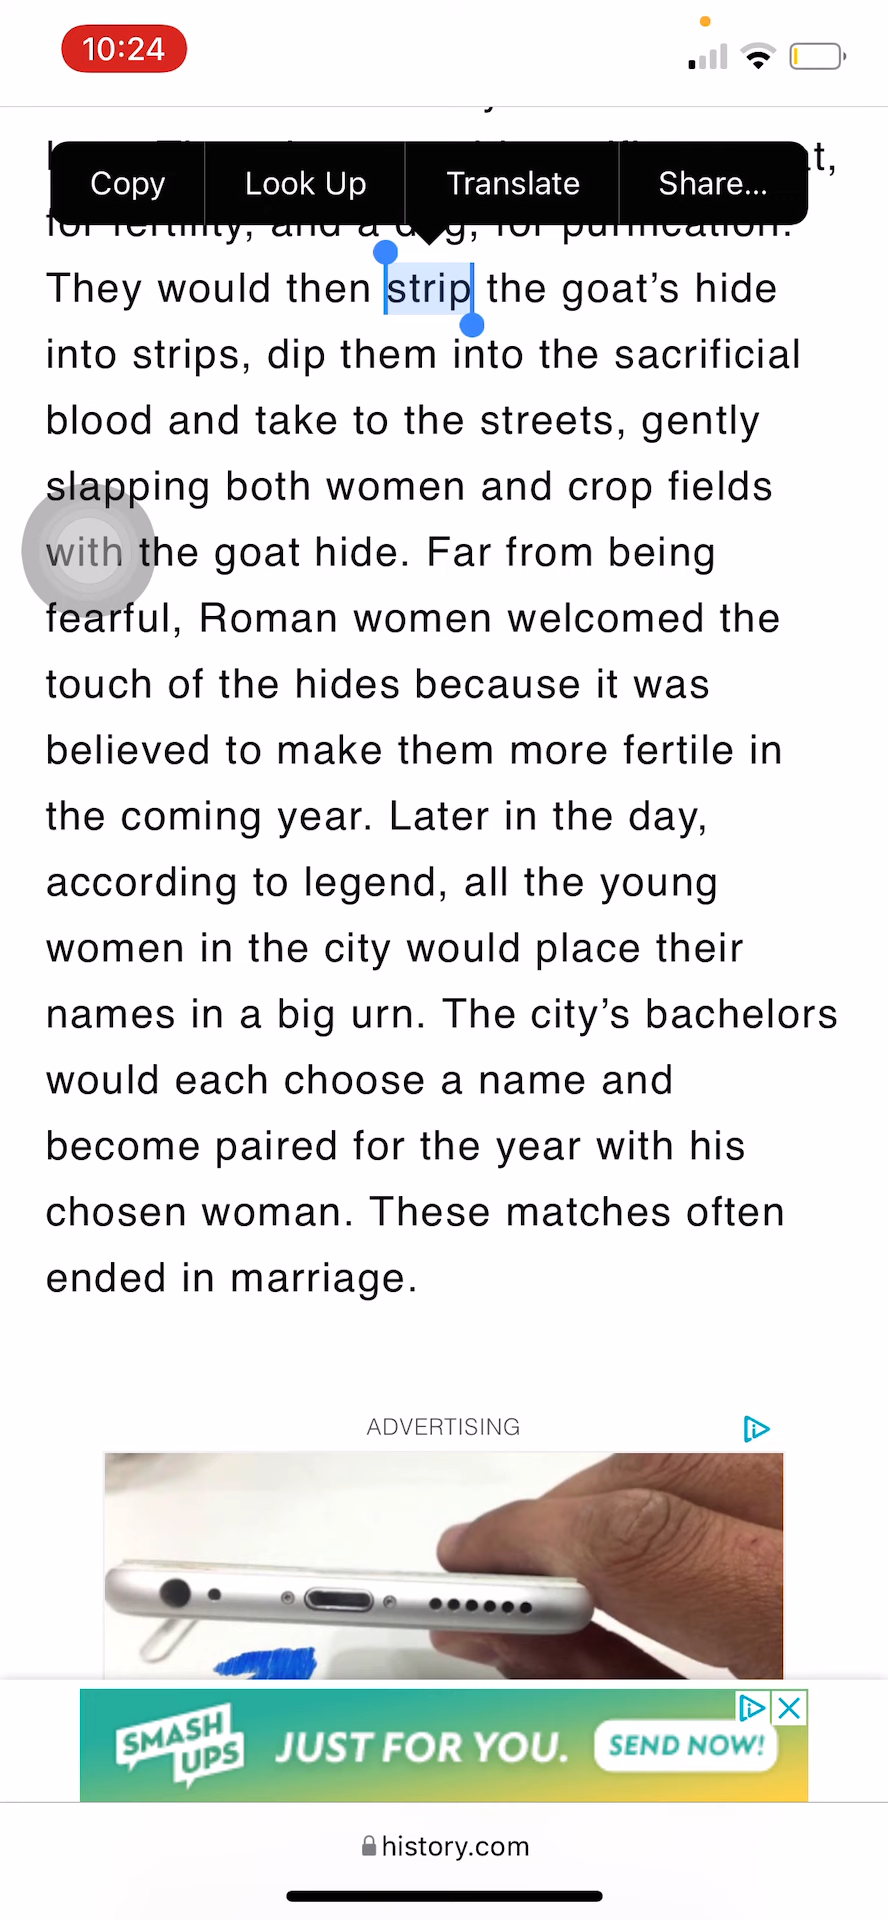 10:24
Copy
Look Up
Translate
Share...
for fertility, and a dog, for purification.
They would then strip the goat's hide
into strips, dip them into the sacrificial
blood and take to the streets, gently
slapping both women and crop fields
with the goat hide. Far from being
fearful, Roman women welcomed the
touch of the hides because it was
believed to make them more fertile in
the coming year. Later in the day,
according to legend, all the young
women in the city would place their
names in a big urn. The city's bachelors
would each choose a name and
become paired for the year with his
chosen woman. These matches often
ended in marriage.
ADVERTISING
SMASH UPS
JUST FOR YOU.
SEND NOW!
history.com